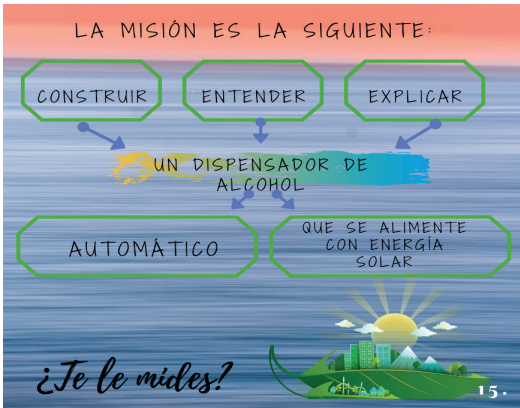 LA MISIÓN ES LA SIGUIENTE:
CONSTRUIR
ENTENDER
EXPLICAR
UN DISPENSADOR DE
ALCOHOL
AUTOMÁTICO
QUE SE ALIMENTE
CON ENERGÍA
SOLAR
¿Te le mides?
15.